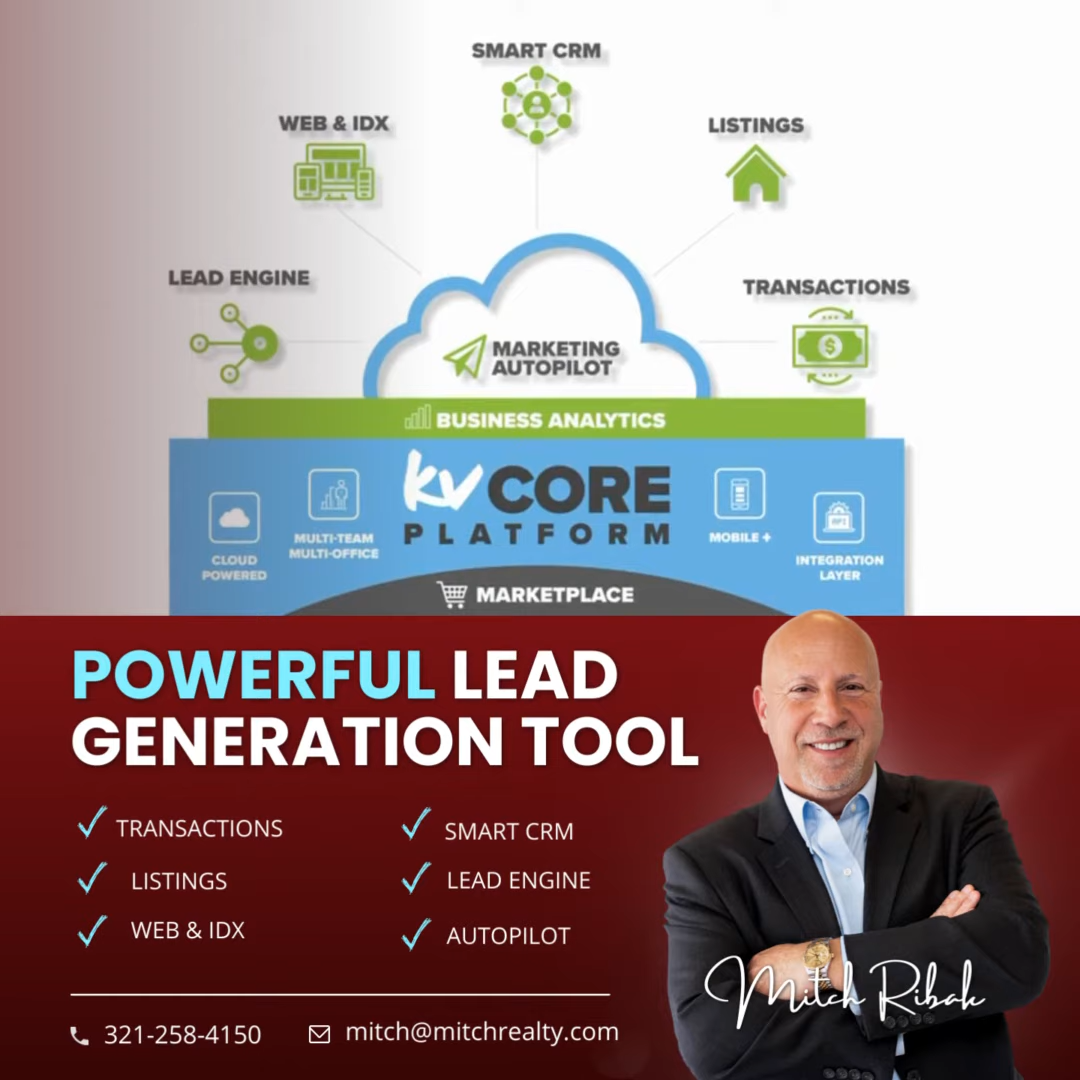 SMART CRM
WEB & IDX
LISTINGS
LEAD ENGINE
TRANSACTIONS
MARKETING
AUTOPILOT
BUSINESS ANALYTICS
kvCORE
PLATFORM
CLOUD
POWERED
MULTI-TEAM
MULTI-OFFICE
MOBILE +
API
INTEGRATION
LAYER
MARKETPLACE
POWERFUL LEAD
GENERATION TOOL
TRANSACTIONS
LISTINGS
WEB & IDX
SMART CRM
LEAD ENGINE
AUTOPILOT
Mitch Ribak
321-258-4150
mitch@mitchrealty.com